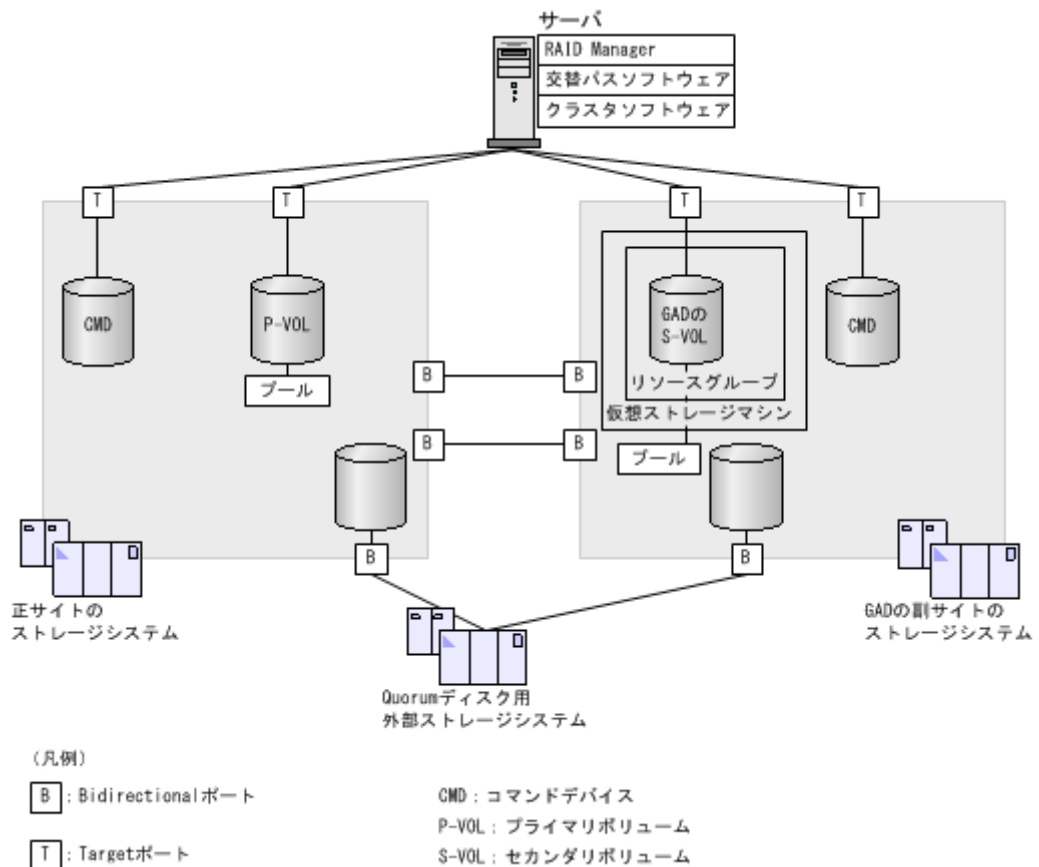 サーバ
RAID Manager
交替パスソフトウェア
クラスタソフトウェア
T
T
T
T
CMD
P-VOL
GADの
S-VOL
CMD
プール
B
B
リソースグループ
仮想ストレージマシン
B
B
プール
B
B
正サイトの
ストレージシステム
GADの副サイトの
ストレージシステム
Quorumディスク用
外部ストレージシステム
(凡例)
B : Bidirectionalポート
CMD : コマンドデバイス
P-VOL : プライマリボリューム
T : Targetポート
S-VOL : セカンダリボリューム